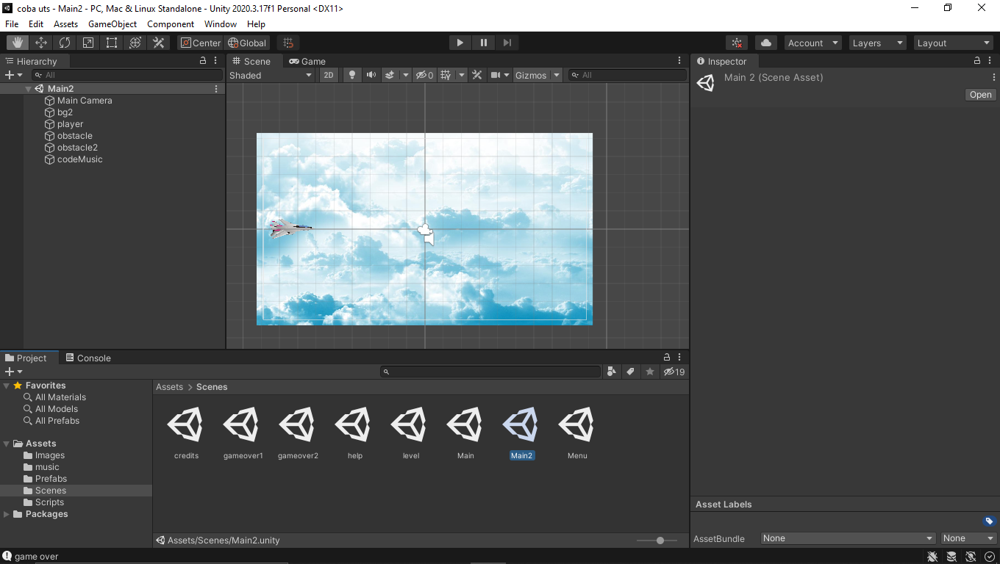 coba uts - Main2 - PC, Mac & Linux Standalone - Unity 2020.3.17f1 Personal <DX11>
File Edit Assets GameObject Component Window Help
Center Global Account Layers Layout
Hierarchy
All
Main2
Main Camera
bg2
player
obstacle
obstacle2
codeMusic
Scene Game
Shaded 2D 0 Gizmos All
Inspector
Main 2 (Scene Asset)
Open
Project Console
19
Favorites
All Materials
All Models
All Prefabs
Assets
Images
music
Prefabs
Scenes
Scripts
Packages
Assets > Scenes
credits gameover1 gameover2 help level Main Main2 Menu
Assets/Scenes/Main2.unity
Asset Labels
AssetBundle None None
game over